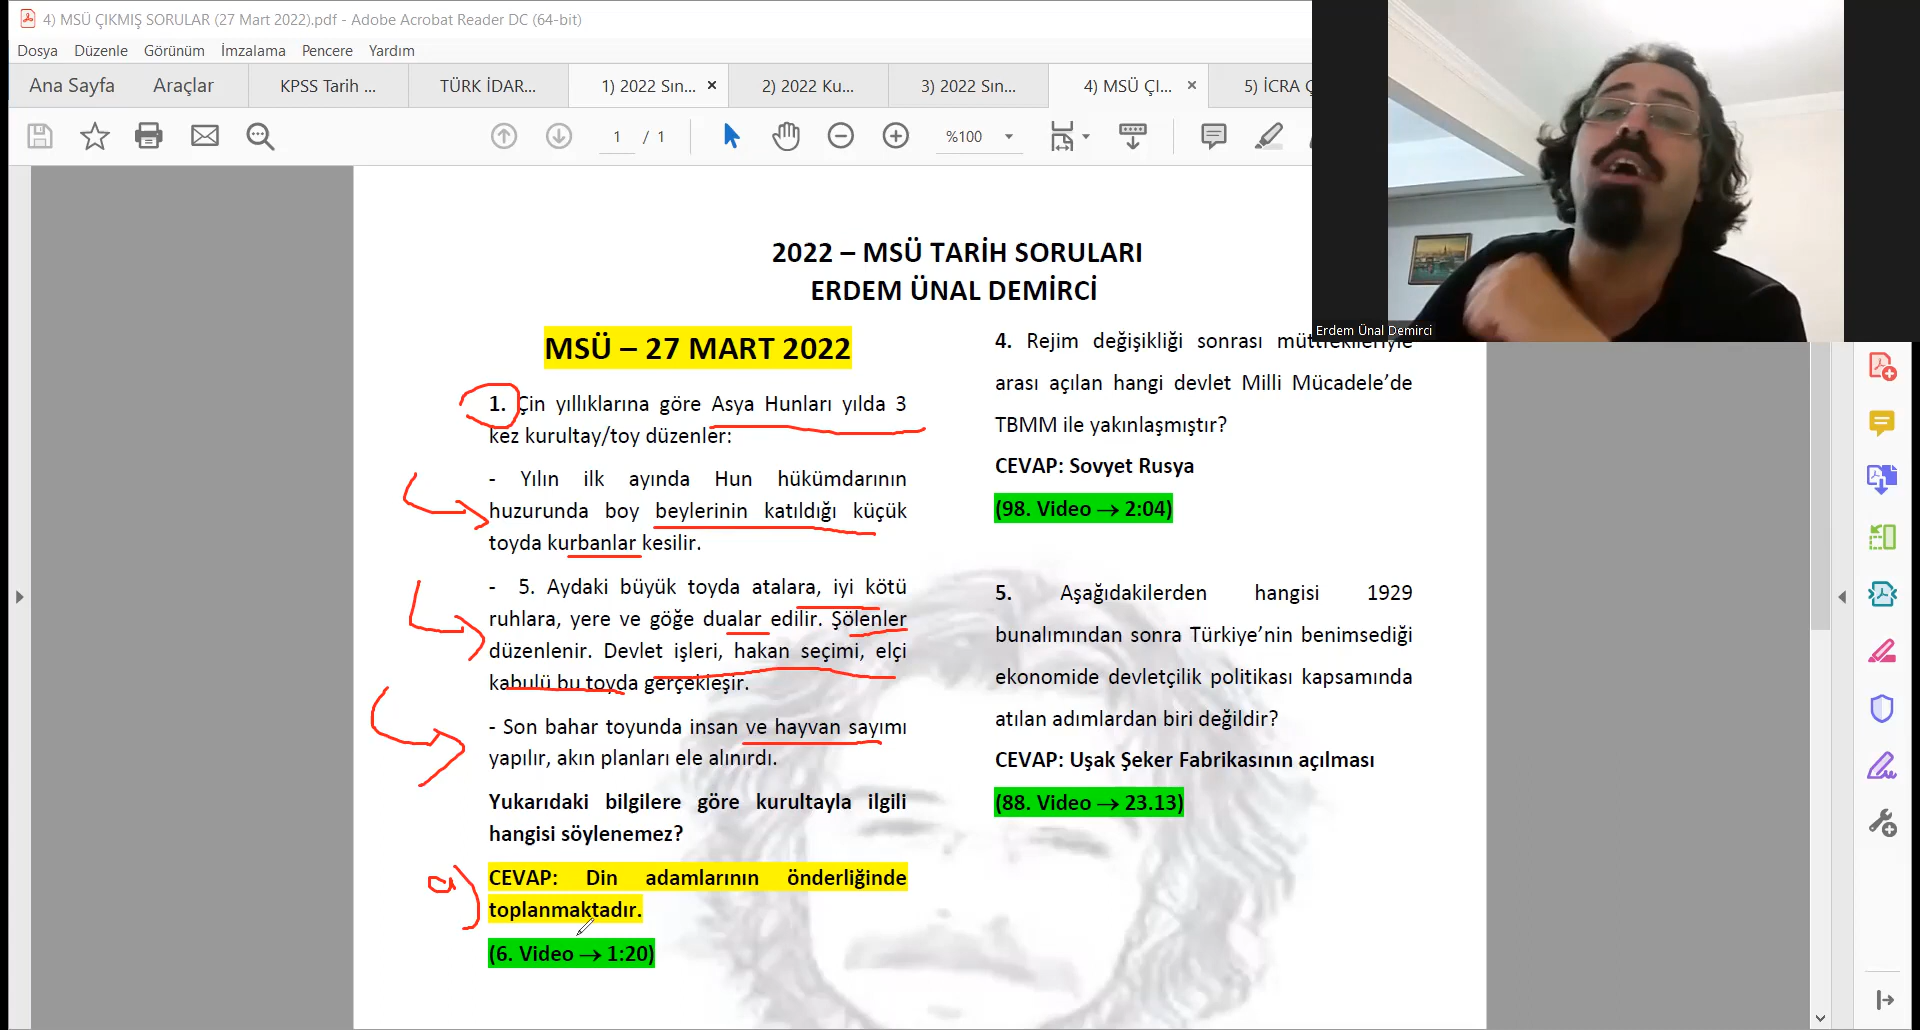 4) MSÜ ÇIKMIŞ SORULAR (27 Mart 2022).pdf - Adobe Acrobat Reader DC (64-bit)
Dosya Düzenle Görünüm İmzalama Pencere Yardım
Ana Sayfa Araçlar KPSS Tarih ... TÜRK İDAR... 1) 2022 Sın... × 2) 2022 Ku... 3) 2022 Sın... 4) MSÜ ÇI... × 5) İCRA
1 / 1 %100
Erdem Ünal Demirci
2022 – MSÜ TARİH SORULARI
ERDEM ÜNAL DEMİRCİ
MSÜ – 27 MART 2022
1. Çin yıllıklarına göre Asya Hunları yılda 3
kez kurultay/toy düzenler:
- Yılın ilk ayında Hun hükümdarının
huzurunda boy beylerinin katıldığı küçük
toyda kurbanlar kesilir.
- 5. Aydaki büyük toyda atalara, iyi kötü
ruhlara, yere ve göğe dualar edilir. Şölenler
düzenlenir. Devlet işleri, hakan seçimi, elçi
kabulü bu toyda gerçekleşir.
- Son bahar toyunda insan ve hayvan sayımı
yapılır, akın planları ele alınırdı.
Yukarıdaki bilgilere göre kurultayla ilgili
hangisi söylenemez?
a)
CEVAP: Din adamlarının önderliğinde
toplanmaktadır.
(6. Video → 1:20)
4. Rejim değişikliği sonrası müttefikleriyle
arası açılan hangi devlet Milli Mücadele’de
TBMM ile yakınlaşmıştır?
CEVAP: Sovyet Rusya
(98. Video → 2:04)
5. Aşağıdakilerden hangisi 1929
bunalımından sonra Türkiye’nin benimsediği
ekonomide devletçilik politikası kapsamında
atılan adımlardan biri değildir?
CEVAP: Uşak Şeker Fabrikasının açılması
(88. Video → 23.13)